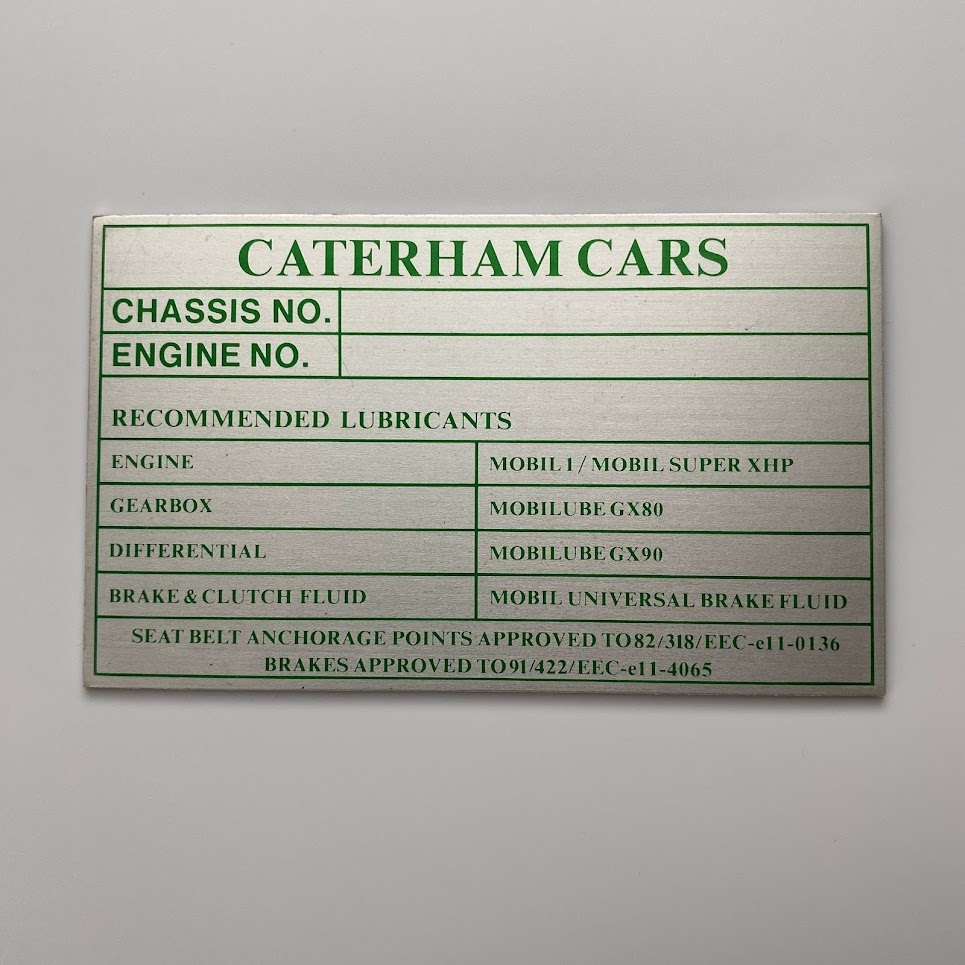 CATERHAM CARS
CHASSIS NO.
ENGINE NO.
RECOMMENDED LUBRICANTS
ENGINE MOBIL 1 / MOBIL SUPER XHP
GEARBOX MOBILUBE GX80
DIFFERENTIAL MOBILUBE GX90
BRAKE & CLUTCH FLUID MOBIL UNIVERSAL BRAKE FLUID
SEAT BELT ANCHORAGE POINTS APPROVED TO 82/318/EEC-e11-0136
BRAKES APPROVED TO 91/422/EEC-e11-4065